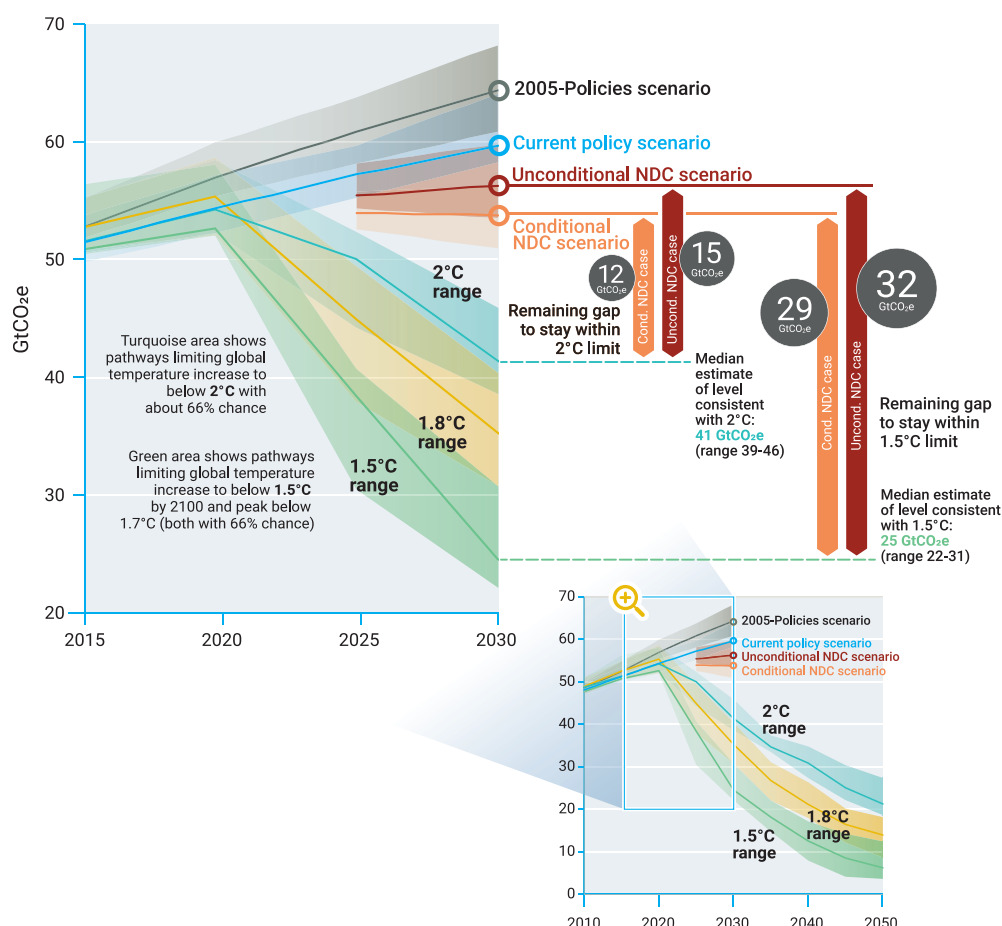 70
60
50
40
30
20
GtCO₂e
2015
2020
2025
2030
2005-Policies scenario
Current policy scenario
Unconditional NDC scenario
Conditional
NDC scenario
2°C
range
1.8°C
range
1.5°C
range
Turquoise area shows
pathways limiting global
temperature increase to
below 2°C with
about 66% chance
Green area shows pathways
limiting global temperature
increase to below 1.5°C
by 2100 and peak below
1.7°C (both with 66% chance)
12
GtCO₂e
Cond. NDC case
Uncond. NDC case
15
GtCO₂e
Remaining gap
to stay within
2°C limit
Median
estimate
of level
consistent
with 2°C:
41 GtCO₂e
(range 39-46)
29
GtCO₂e
Cond. NDC case
Uncond. NDC case
32
GtCO₂e
Remaining gap
to stay within
1.5°C limit
Median estimate
of level consistent
with 1.5°C:
25 GtCO₂e
(range 22-31)
70
60
50
40
30
20
10
0
2010
2020
2030
2040
2050
2005-Policies scenario
Current policy scenario
Unconditional NDC scenario
Conditional NDC scenario
2°C
range
1.8°C
range
1.5°C
range